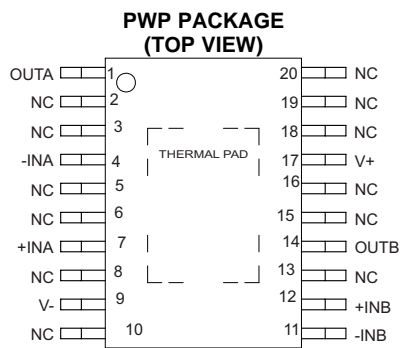 PWP PACKAGE
(TOP VIEW)
OUTA 1 20 NC
NC 2 19 NC
NC 3 18 NC
-INA 4 THERMAL PAD 17 V+
NC 5 16 NC
NC 6 15 NC
+INA 7 14 OUTB
NC 8 13 NC
V- 9 12 +INB
NC 10 11 -INB